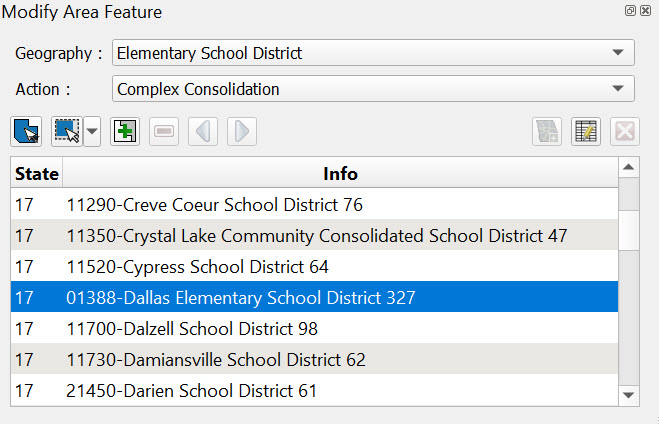 Modify Area Feature
Geography : Elementary School District
Action : Complex Consolidation
State Info
17 11290-Creve Coeur School District 76
17 11350-Crystal Lake Community Consolidated School District 47
17 11520-Cypress School District 64
17 01388-Dallas Elementary School District 327
17 11700-Dalzell School District 98
17 11730-Damiansville School District 62
17 21450-Darien School District 61